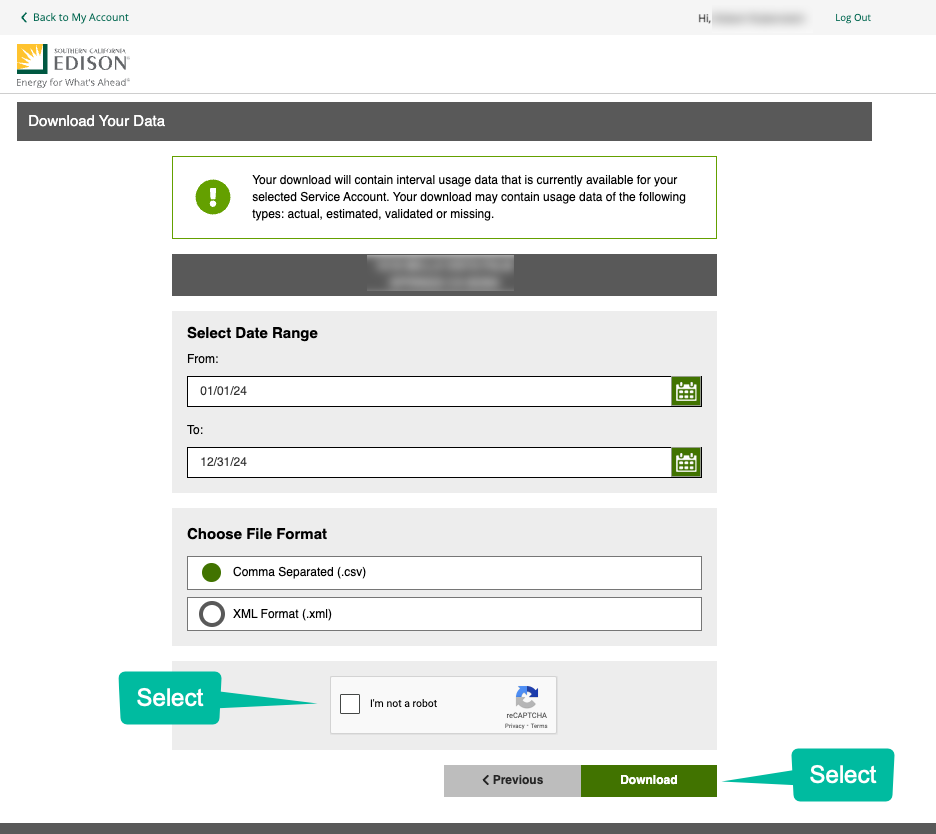 Back to My Account
Hi,
Log Out
SOUTHERN CALIFORNIA
EDISON®
Energy for What's Ahead®
Download Your Data
Your download will contain interval usage data that is currently available for your
selected Service Account. Your download may contain usage data of the following
types: actual, estimated, validated or missing.
Select Date Range
From:
01/01/24
To:
12/31/24
Choose File Format
Comma Separated (.csv)
XML Format (.xml)
Select
I'm not a robot
reCAPTCHA
Privacy - Terms
Previous
Download
Select